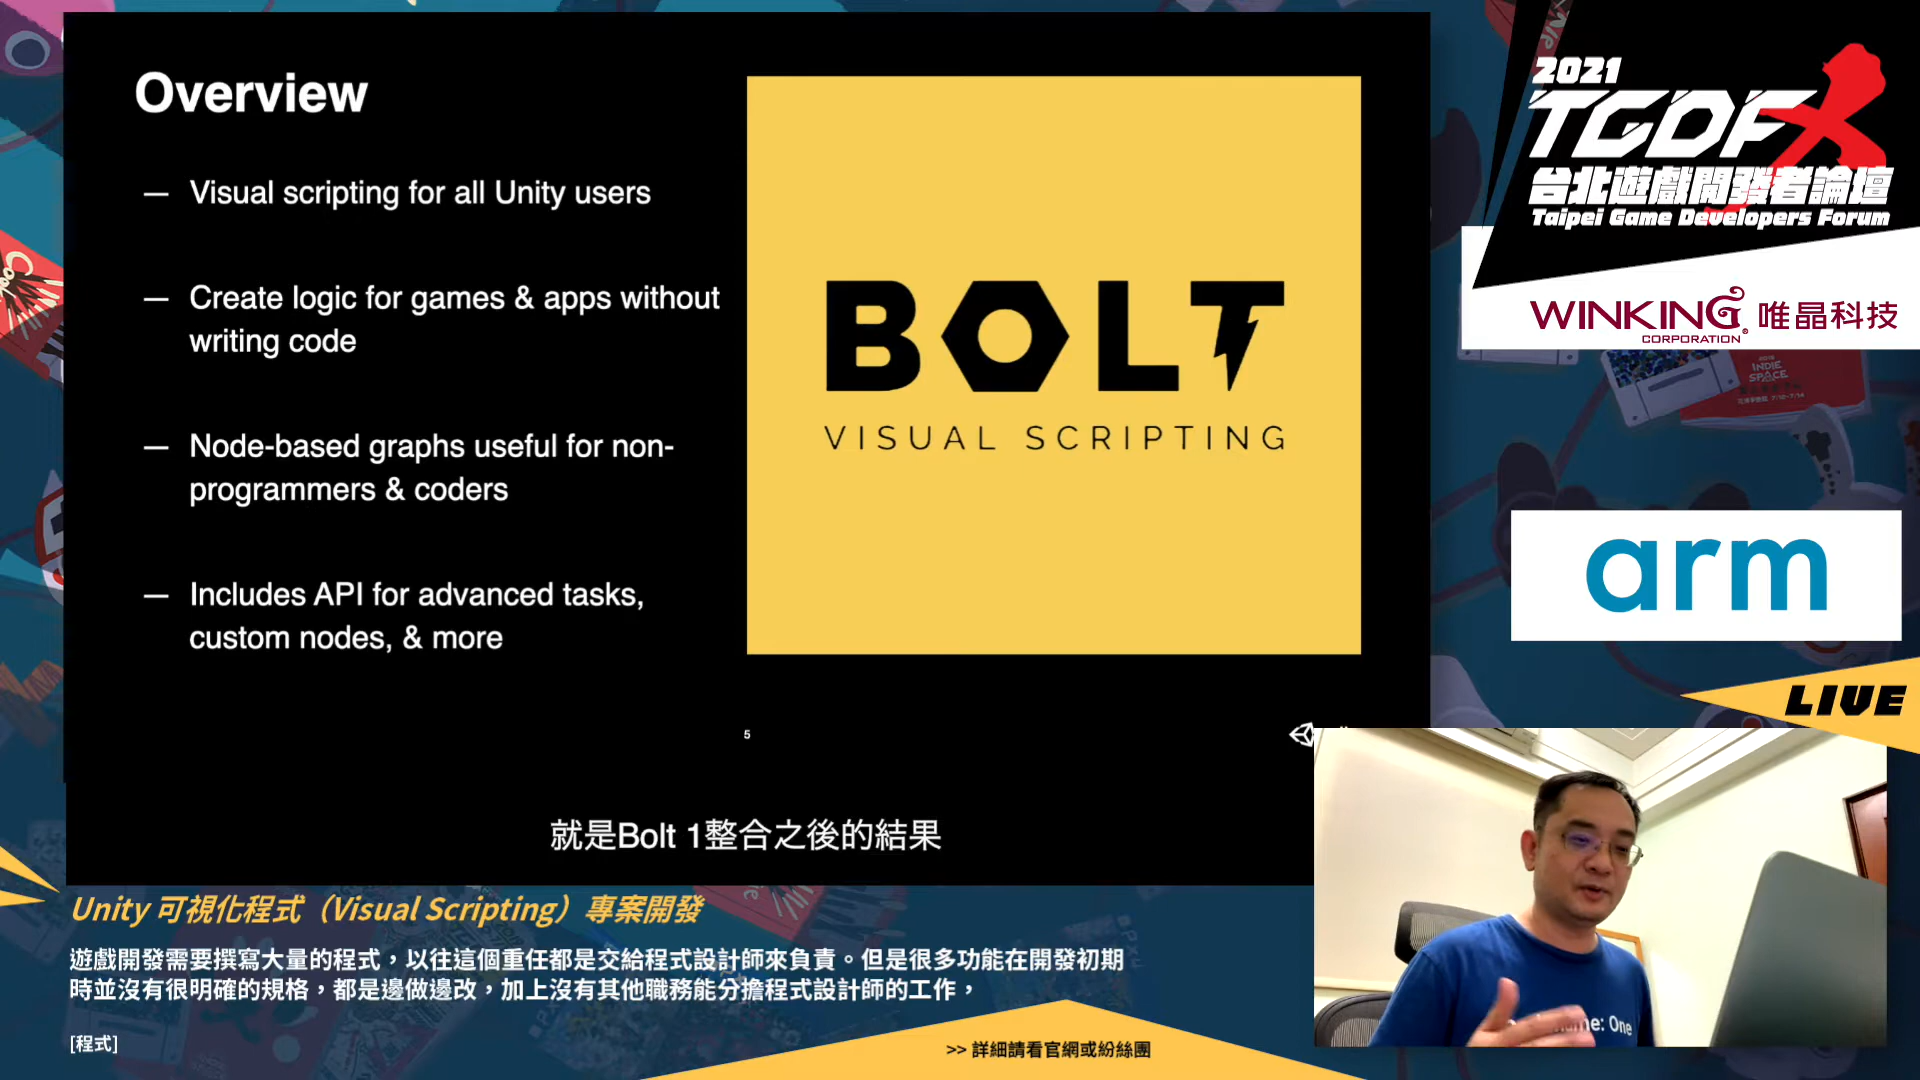 Overview
— Visual scripting for all Unity users
— Create logic for games & apps without
writing code
— Node-based graphs useful for non-
programmers & coders
— Includes API for advanced tasks,
custom nodes, & more
BOLT
VISUAL SCRIPTING
5
就是Bolt 1整合之後的結果
2021
TGDF
台北遊戲開發者論壇
Taipei Game Developers Forum
WINKING 唯晶科技
CORPORATION
INDIE
SPACE
arm
LIVE
Unity 可視化程式（Visual Scripting）專案開發
遊戲開發需要撰寫大量的程式，以往這個重任都是交給程式設計師來負責。但是很多功能在開發初期
時並沒有很明確的規格，都是邊做邊改，加上沒有其他職務能分擔程式設計師的工作，
[程式]
>> 詳細請看官網或紛絲團
One